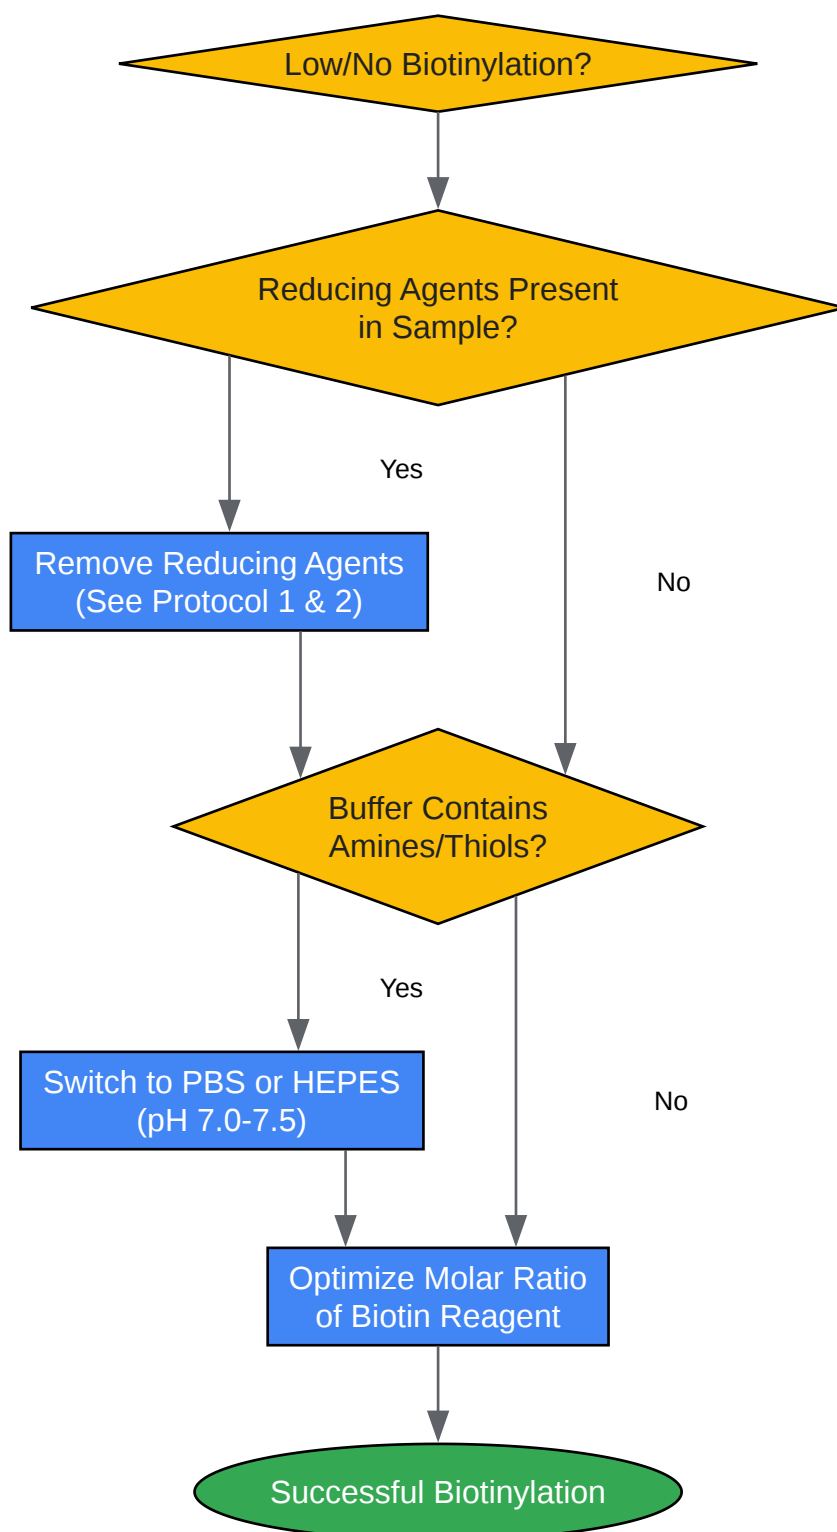 Low/No Biotinylation?
Reducing Agents Present
in Sample?
Yes
Remove Reducing Agents
(See Protocol 1 & 2)
No
Buffer Contains
Amines/Thiols?
Yes
Switch to PBS or HEPES
(pH 7.0-7.5)
No
Optimize Molar Ratio
of Biotin Reagent
Successful Biotinylation